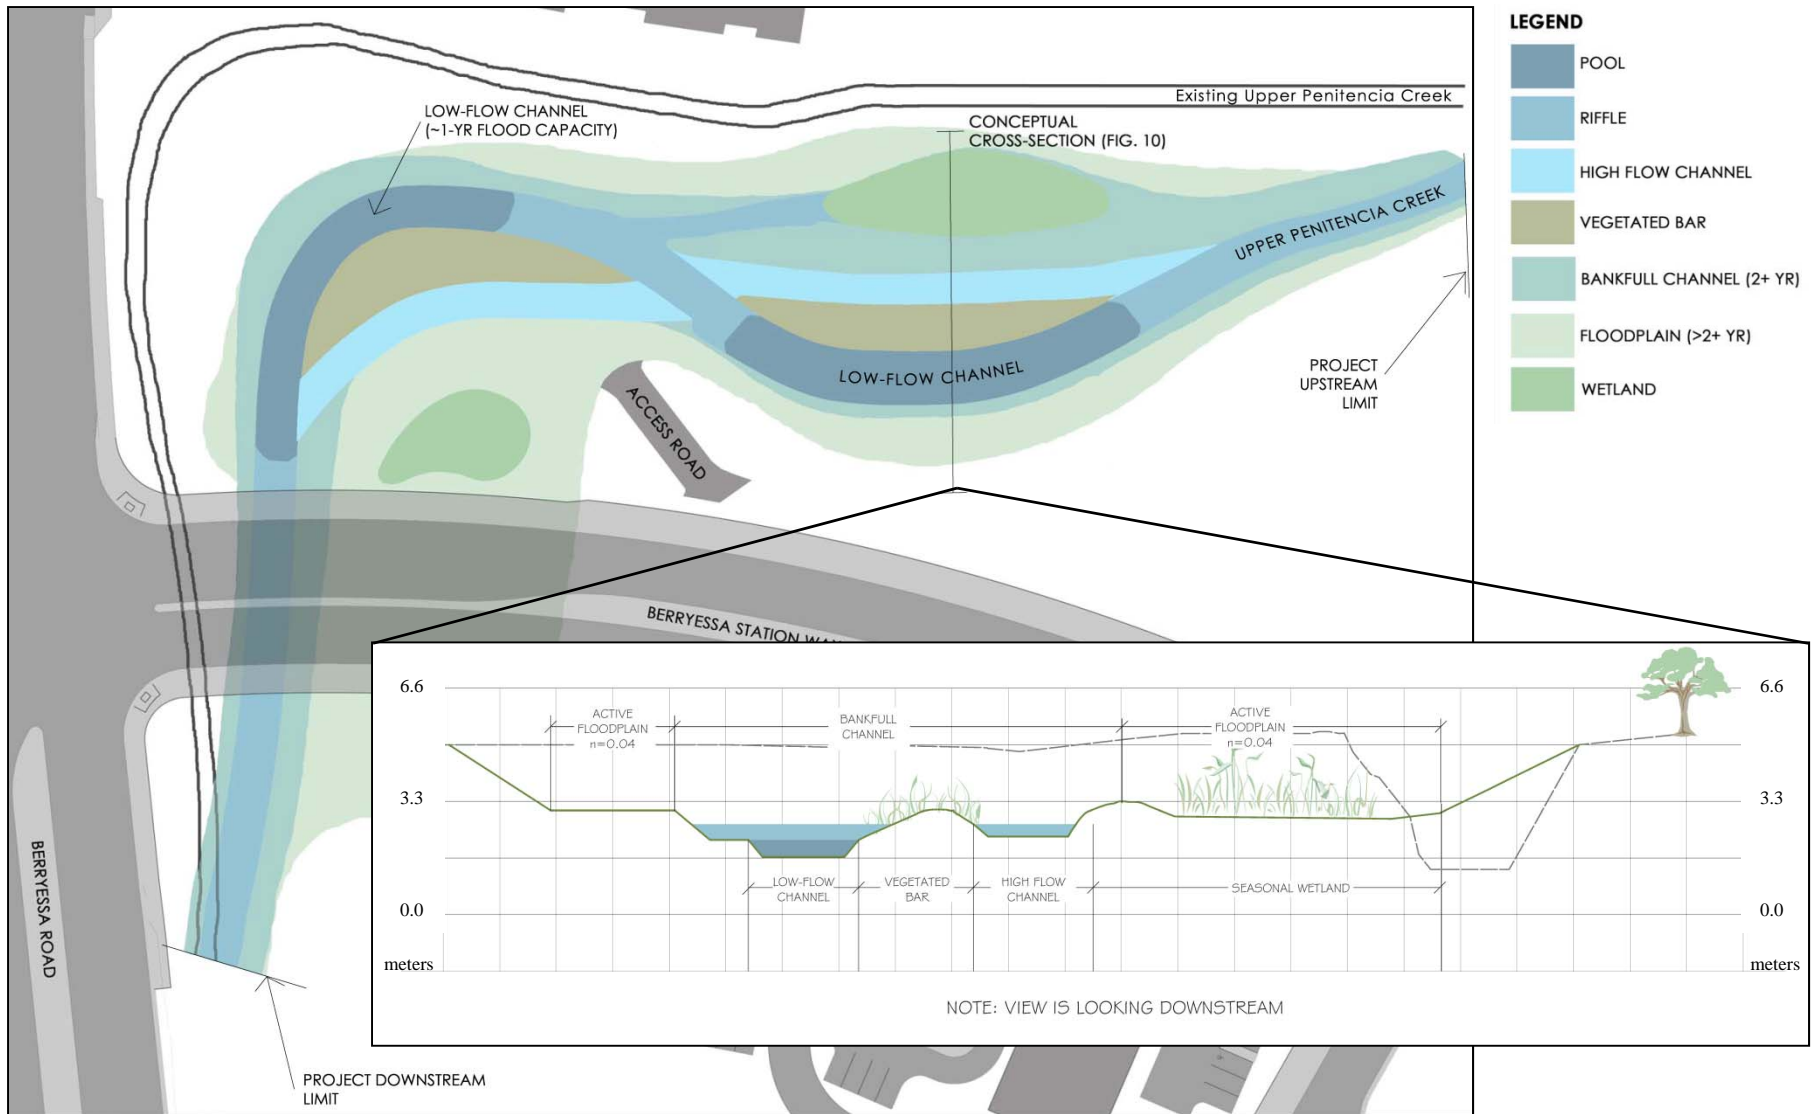 LEGEND
POOL
RIFFLE
HIGH FLOW CHANNEL
VEGETATED BAR
BANKFULL CHANNEL (2+ YR)
FLOODPLAIN (>2+ YR)
WETLAND
Existing Upper Penitencia Creek
LOW-FLOW CHANNEL
(~1-YR FLOOD CAPACITY)
CONCEPTUAL
CROSS-SECTION (FIG. 10)
UPPER PENITENCIA CREEK
PROJECT
UPSTREAM
LIMIT
LOW-FLOW CHANNEL
ACCESS ROAD
BERRYESSA STATION
BERRYESSA ROAD
PROJECT DOWNSTREAM
LIMIT
6.6
6.6
ACTIVE
FLOODPLAIN
n=0.04
BANKFULL
CHANNEL
ACTIVE
FLOODPLAIN
n=0.04
3.3
3.3
LOW-FLOW
CHANNEL
VEGETATED
BAR
HIGH FLOW
CHANNEL
SEASONAL WETLAND
0.0
0.0
meters
meters
NOTE: VIEW IS LOOKING DOWNSTREAM